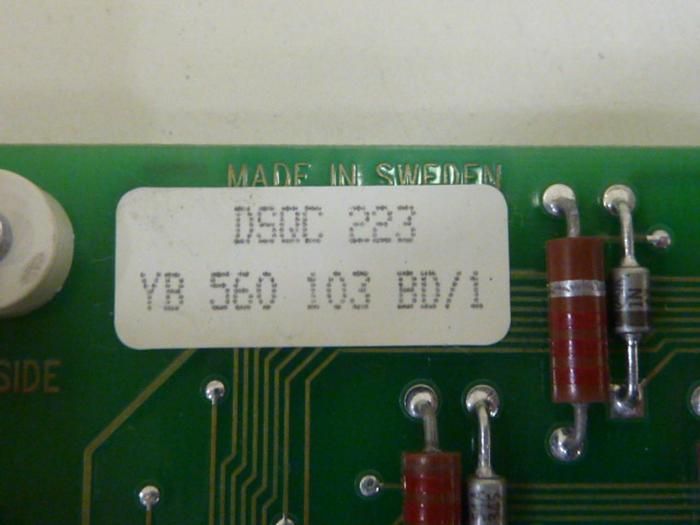 MADE IN SWEDEN
DSQC 223
YB 560 103 BD/1
SIDE